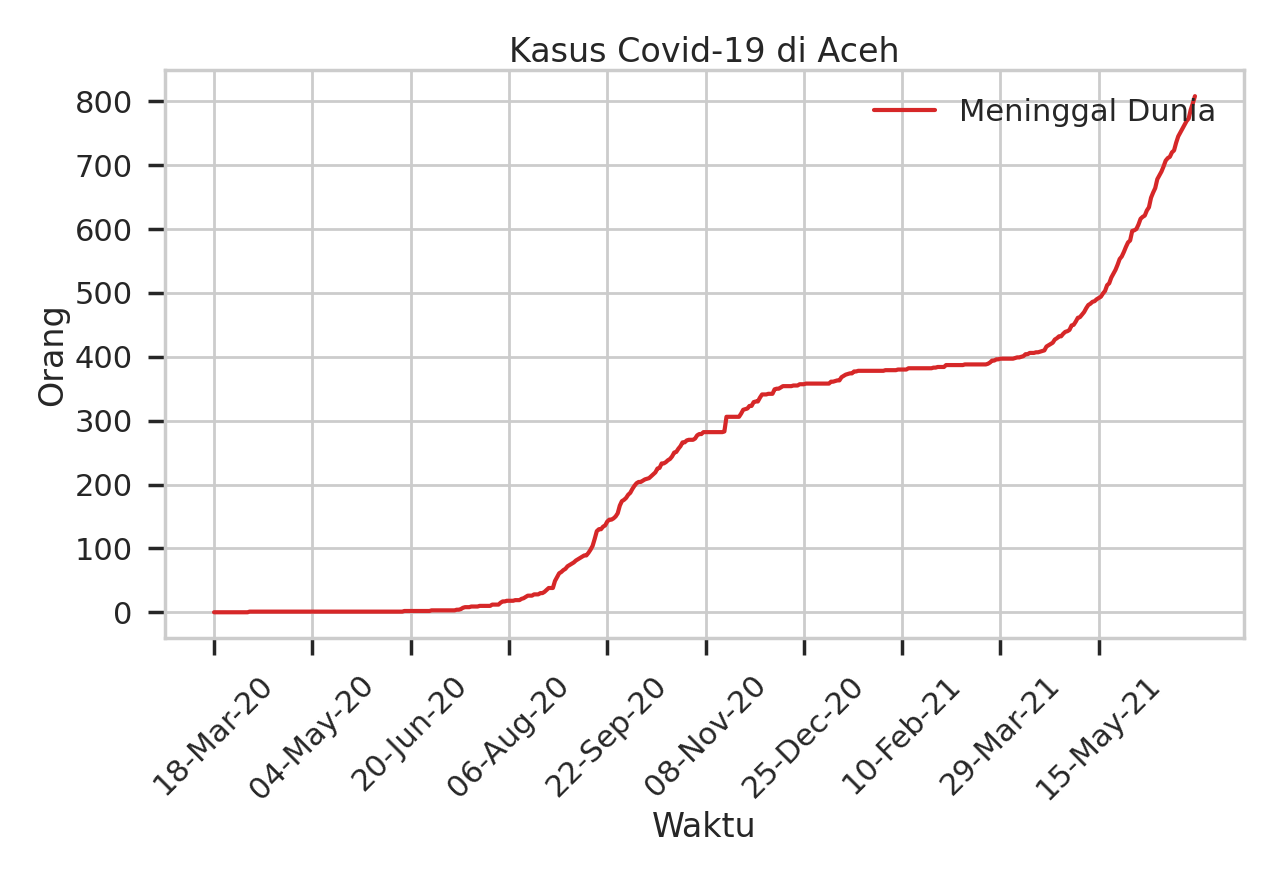 Kasus Covid-19 di Aceh
Meninggal Dunia
800
700
600
500
400
300
200
100
0
Orang
18-Mar-20
04-May-20
20-Jun-20
06-Aug-20
22-Sep-20
08-Nov-20
25-Dec-20
10-Feb-21
29-Mar-21
15-May-21
Waktu